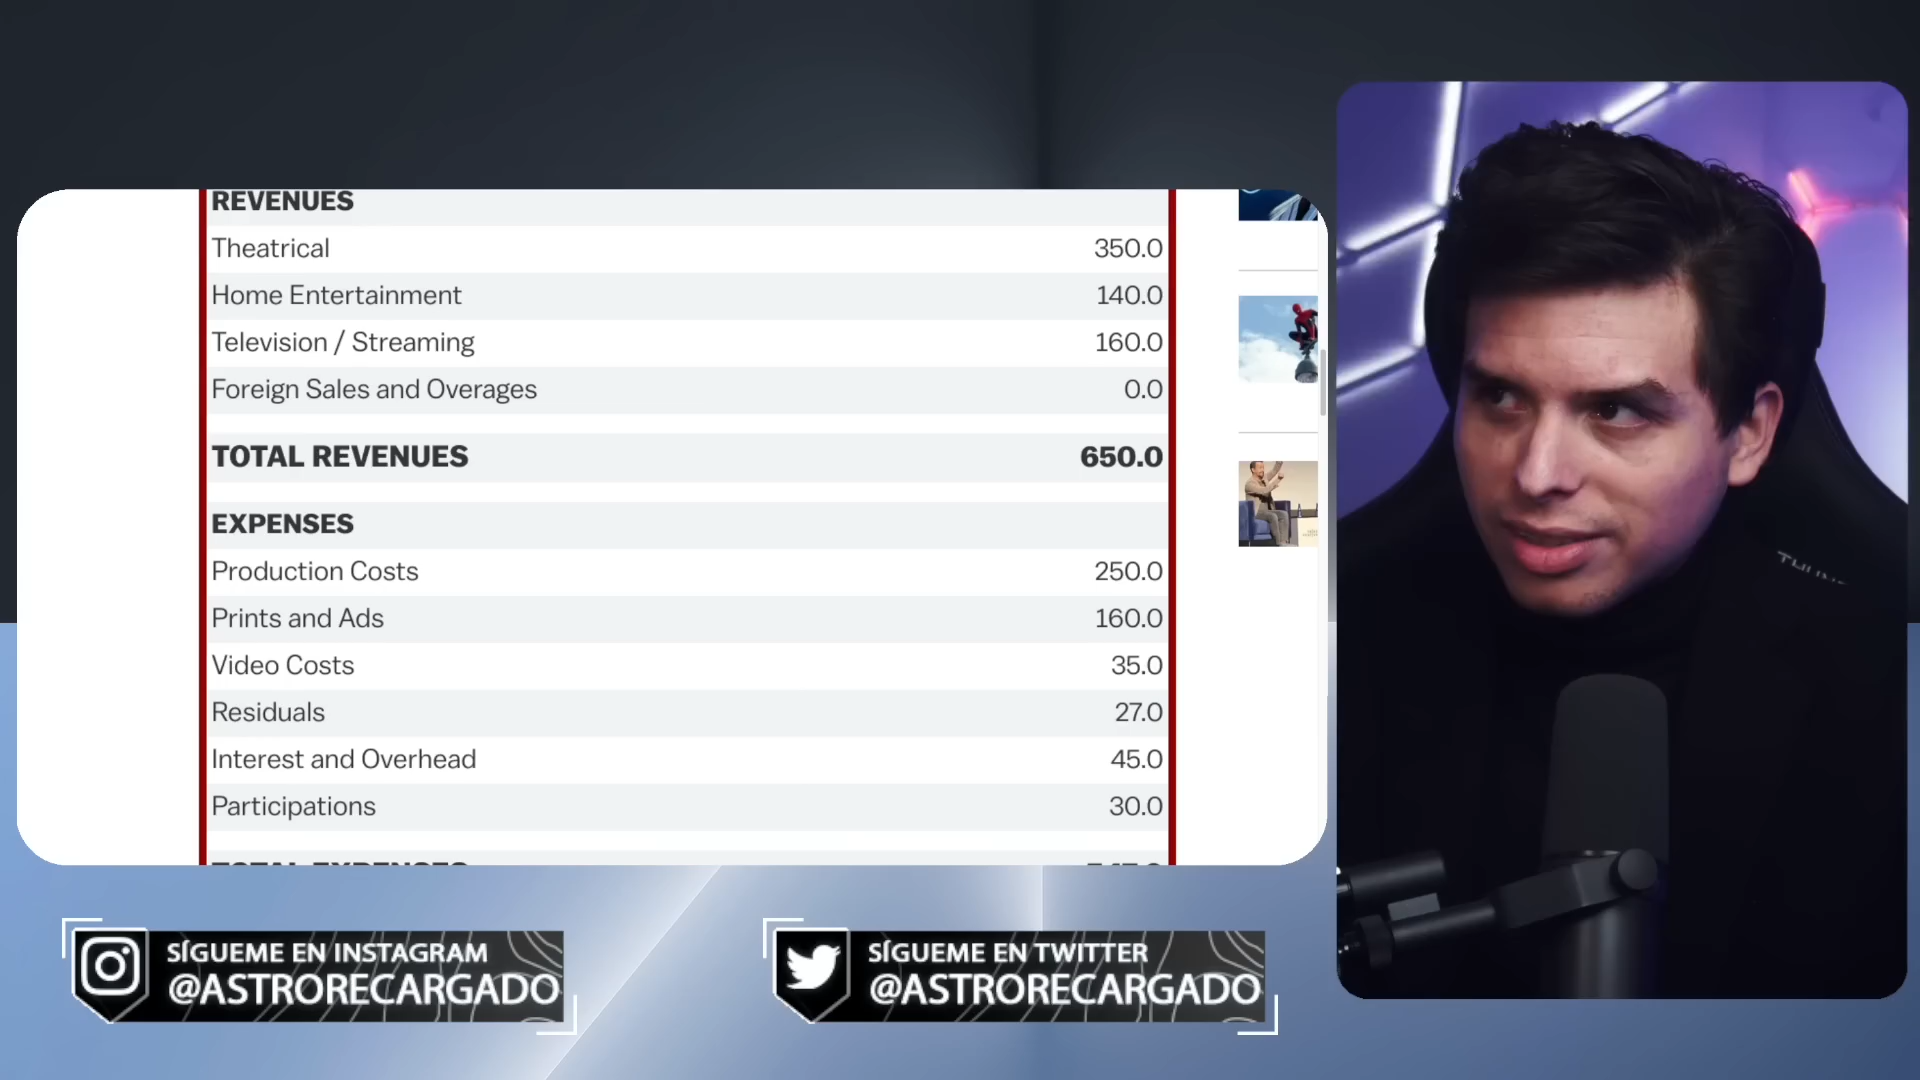 REVENUES
Theatrical 350.0
Home Entertainment 140.0
Television / Streaming 160.0
Foreign Sales and Overages 0.0
TOTAL REVENUES 650.0
EXPENSES
Production Costs 250.0
Prints and Ads 160.0
Video Costs 35.0
Residuals 27.0
Interest and Overhead 45.0
Participations 30.0
TOTAL EXPENSES
SÍGUEME EN INSTAGRAM
@ASTRORECARGADO
SÍGUEME EN TWITTER
@ASTRORECARGADO